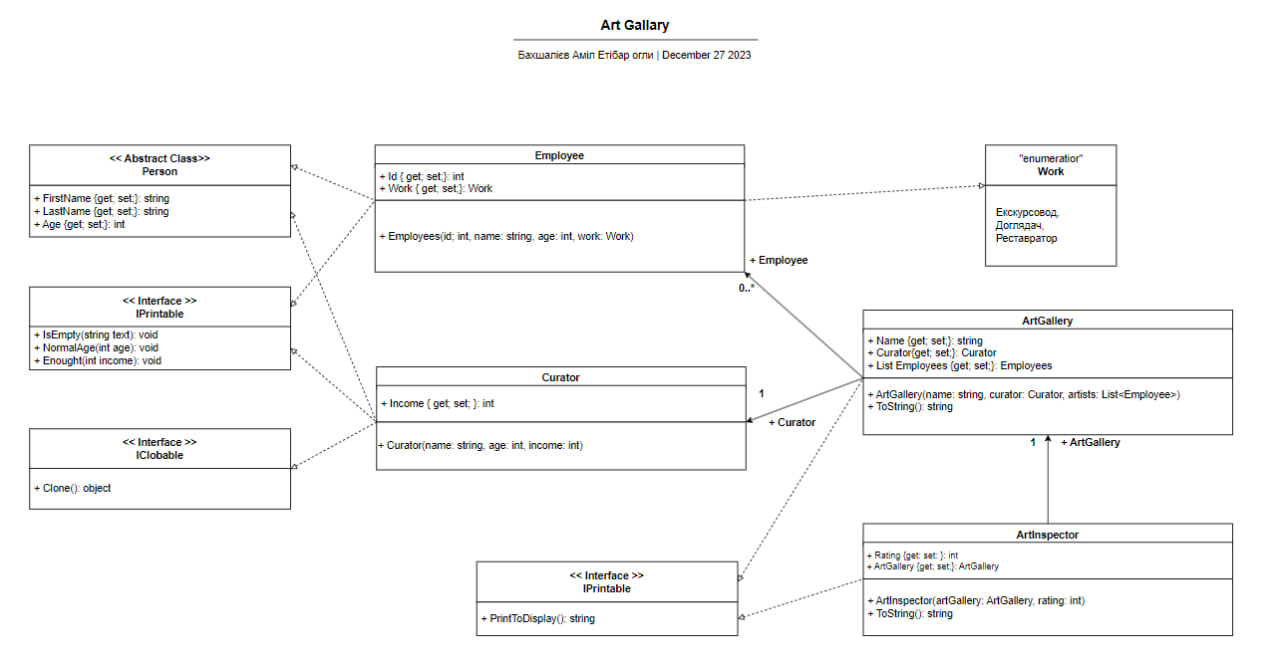 Art Gallary
Бахшалієв Аміл Етібар огли | December 27 2023
<< Abstract Class>>
Person
+ FirstName {get; set;}: string
+ LastName {get; set;}: string
+ Age {get; set;}: int
Employee
+ Id { get; set;}: int
+ Work { get; set;}: Work
+ Employees(id; int, name: string, age: int, work: Work)
"enumeratior"
Work
Екскурсовод,
Доглядач,
Реставратор
+ Employee
0..*
<< Interface >>
IPrintable
+ IsEmpty(string text): void
+ NormalAge(int age): void
+ Enought(int income): void
ArtGallery
+ Name {get; set;}: string
+ Curator{get; set;}: Curator
+ List Employees {get; set;}: Employees
+ ArtGallery(name: string, curator: Curator, artists: List<Employee>)
+ ToString(): string
Curator
+ Income { get; set; }: int
+ Curator(name: string, age: int, income: int)
1
+ Curator
<< Interface >>
IClobable
+ Clone(): object
1
+ ArtGallery
ArtInspector
+ Rating {get: set: }: int
+ ArtGallery {get; set;}: ArtGallery
+ ArtInspector(artGallery: ArtGallery, rating: int)
+ ToString(): string
<< Interface >>
IPrintable
+ PrintToDisplay(): string